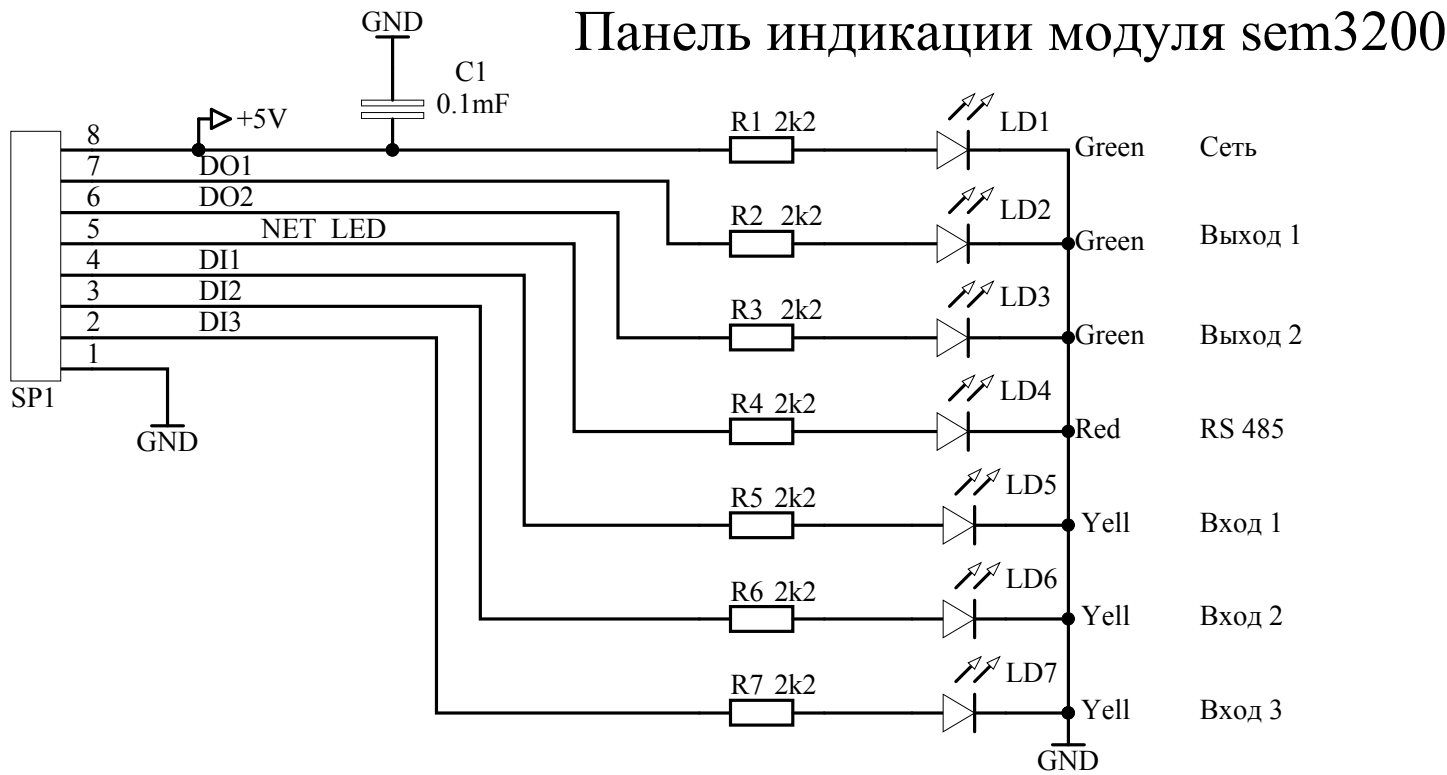 Панель индикации модуля sem3200
GND
C1
0.1mF
+5V
8
7 DO1
6 DO2
5 NET LED
4 DI1
3 DI2
2 DI3
1
SP1
GND
R1 2k2 LD1 Green Сеть
R2 2k2 LD2 Green Выход 1
R3 2k2 LD3 Green Выход 2
R4 2k2 LD4 Red RS 485
R5 2k2 LD5 Yell Вход 1
R6 2k2 LD6 Yell Вход 2
R7 2k2 LD7 Yell Вход 3
GND